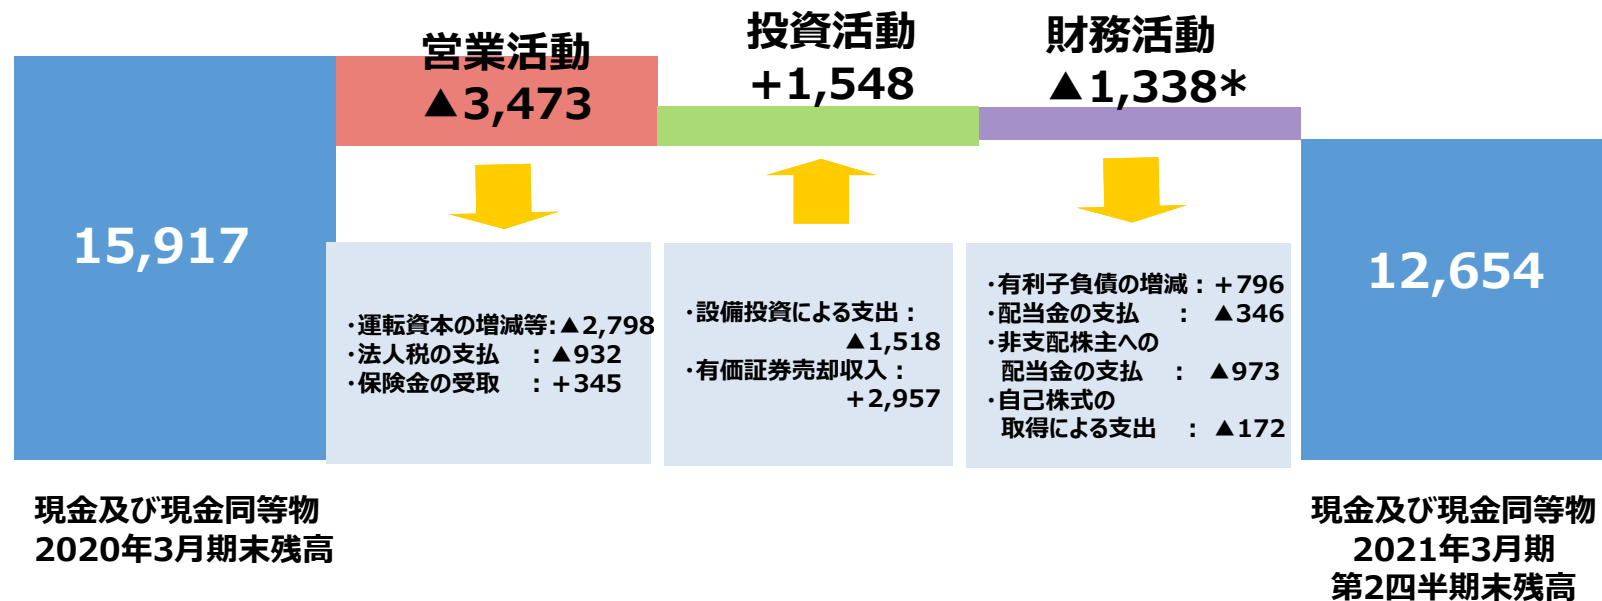 営業活動
▲3,473
投資活動
+1,548
財務活動
▲1,338*
15,917
・運転資本の増減等:▲2,798
・法人税の支払 :▲932
・保険金の受取 :+345
・設備投資による支出:
▲1,518
・有価証券売却収入:
+2,957
・有利子負債の増減:+796
・配当金の支払 : ▲346
・非支配株主への
配当金の支払 : ▲973
・自己株式の
取得による支出 : ▲172
12,654
現金及び現金同等物
2020年3月期末残高
現金及び現金同等物
2021年3月期
第2四半期末残高